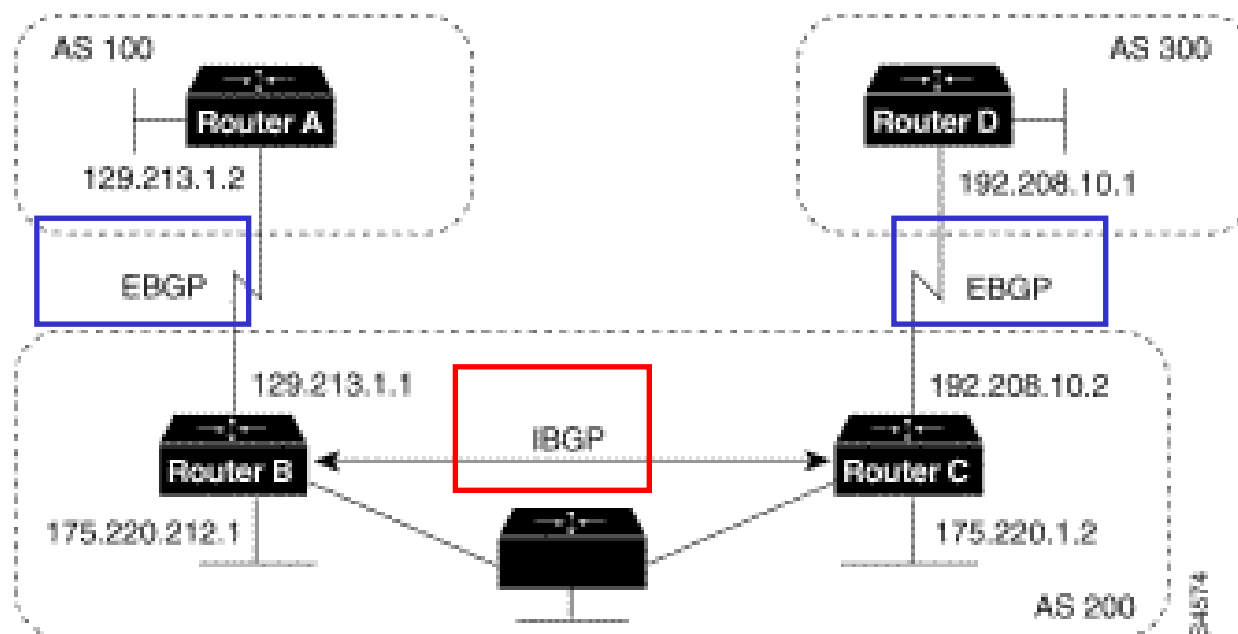 AS 100
AS 300
Router A
Router D
129.213.1.2
192.208.10.1
EBGP
EBGP
129.213.1.1
192.208.10.2
IBGP
Router B
Router C
175.220.212.1
175.220.1.2
AS 200